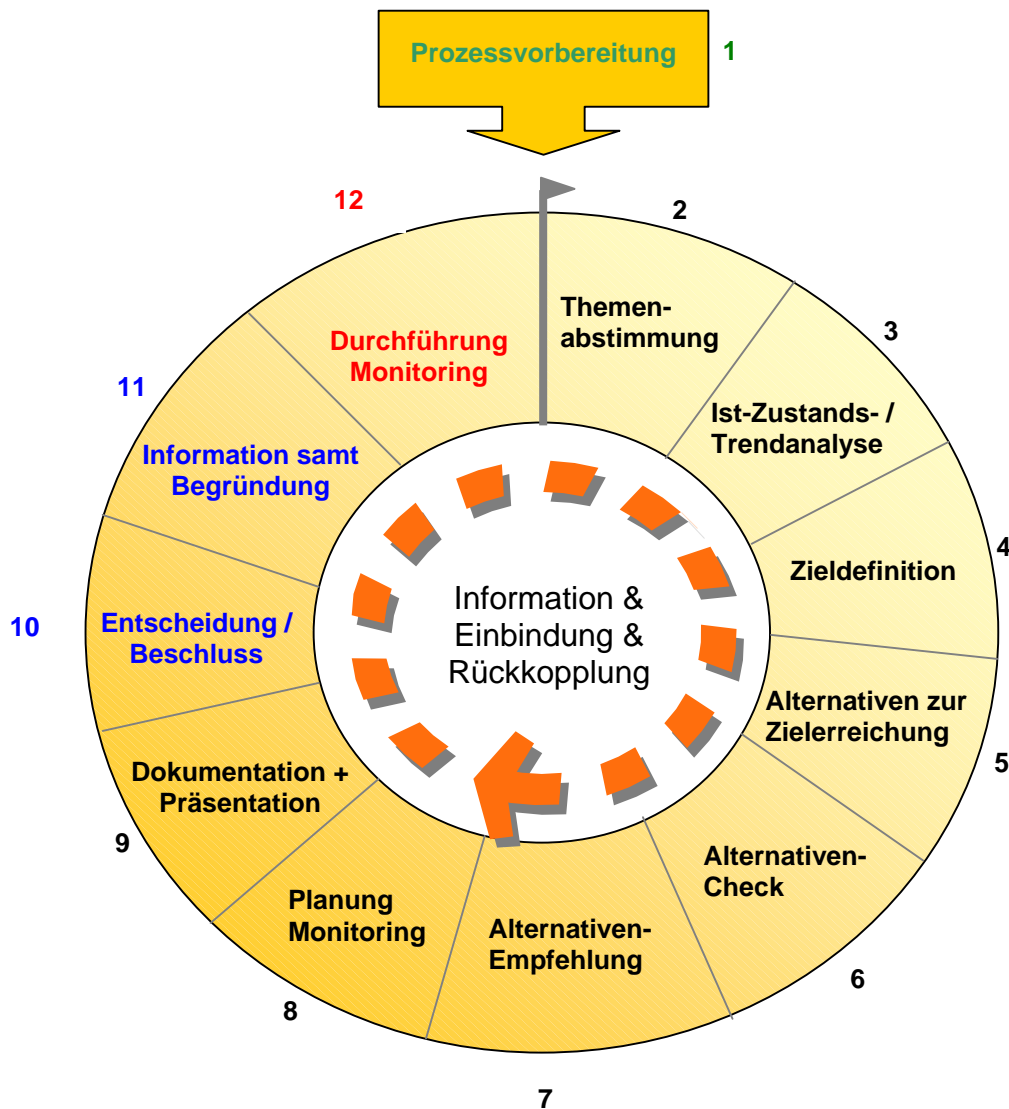 Prozessvorbereitung
1
2
Themen-
abstimmung
3
Ist-Zustands- /
Trendanalyse
4
Zieldefinition
5
Alternativen zur
Zielerreichung
6
Alternativen-
Check
7
Alternativen-
Empfehlung
8
Planung
Monitoring
9
Dokumentation +
Präsentation
10
Entscheidung /
Beschluss
11
Information samt
Begründung
12
Durchführung
Monitoring
Information &
Einbindung &
Rückkopplung